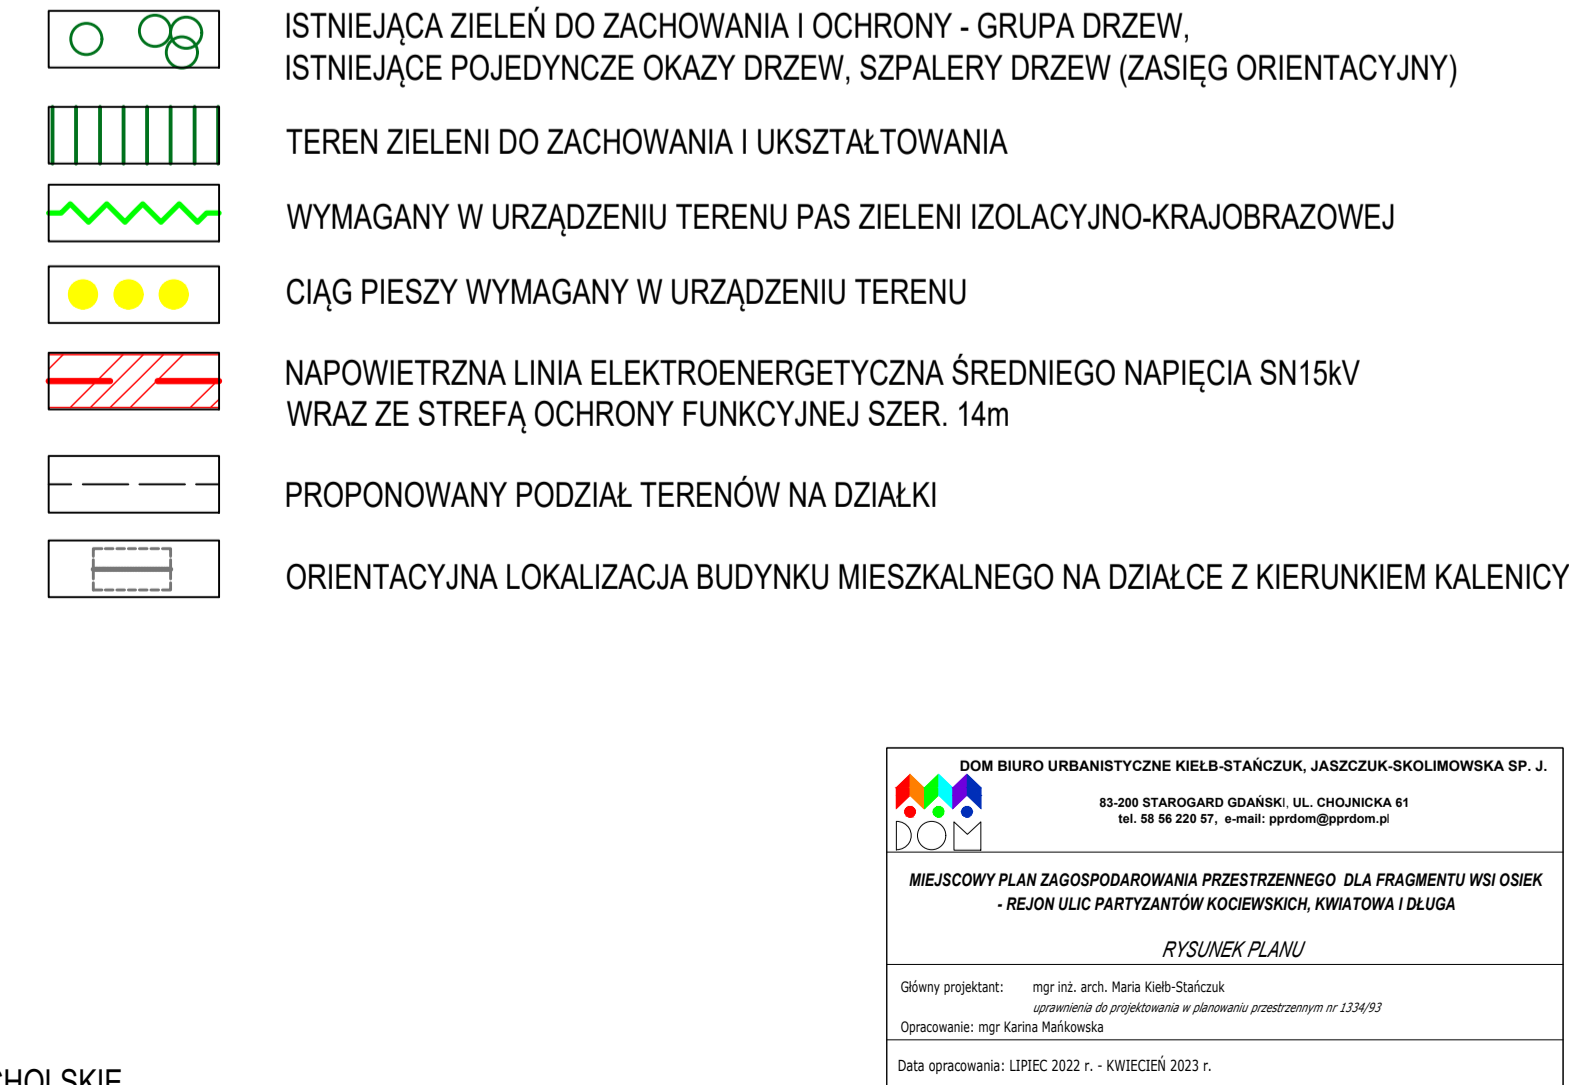 ISTNIEJĄCA ZIELEŃ DO ZACHOWANIA I OCHRONY - GRUPA DRZEW,
ISTNIEJĄCE POJEDYNCZE OKAZY DRZEW, SZPALERY DRZEW (ZASIĘG ORIENTACYJNY)
TEREN ZIELENI DO ZACHOWANIA I UKSZTAŁTOWANIA
WYMAGANY W URZĄDZENIU TERENU PAS ZIELENI IZOLACYJNO-KRAJOBRAZOWEJ
CIĄG PIESZY WYMAGANY W URZĄDZENIU TERENU
NAPOWIETRZNA LINIA ELEKTROENERGETYCZNA ŚREDNIEGO NAPIĘCIA SN15kV
WRAZ ZE STREFĄ OCHRONY FUNKCYJNEJ SZER. 14m
PROPONOWANY PODZIAŁ TERENÓW NA DZIAŁKI
ORIENTACYJNA LOKALIZACJA BUDYNKU MIESZKALNEGO NA DZIAŁCE Z KIERUNKIEM KALENICY
DOM BIURO URBANISTYCZNE KIEŁB-STAŃCZUK, JASZCZUK-SKOLIMOWSKA SP. J.
83-200 STAROGARD GDAŃSKI, UL. CHOJNICKA 61
tel. 58 56 220 57, e-mail: pprdom@pprdom.pl
DOM
MIEJSCOWY PLAN ZAGOSPODAROWANIA PRZESTRZENNEGO DLA FRAGMENTU WSI OSIEK
- REJON ULIC PARTYZANTÓW KOCIEWSKICH, KWIATOWA I DŁUGA
RYSUNEK PLANU
Główny projektant: mgr inż. arch. Maria Kiełb-Stańczuk
uprawnienia do projektowania w planowaniu przestrzennym nr 1334/93
Opracowanie: mgr Karina Mańkowska
Data opracowania: LIPIEC 2022 r. - KWIECIEŃ 2023 r.